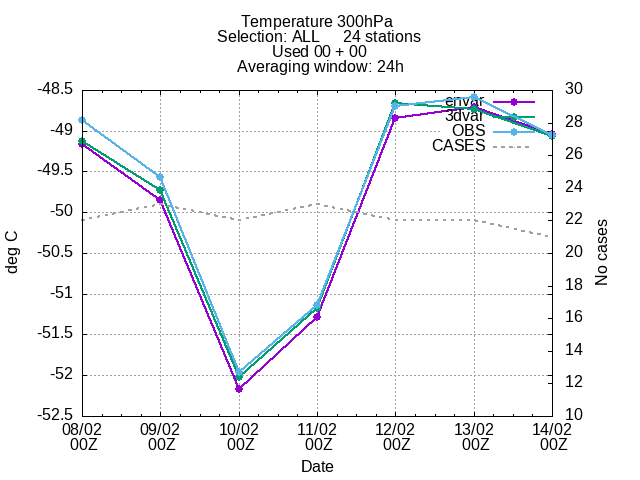 Temperature 300hPa
Selection: ALL 24 stations
Used 00 + 00
Averaging window: 24h
-48.5
-49
-49.5
-50
-50.5
-51
-51.5
-52
-52.5
deg C
envar
3dvar
OBS
CASES
30
28
26
24
22
20
18
16
14
12
10
No cases
08/02 09/02 10/02 11/02 12/02 13/02 14/02
00Z 00Z 00Z 00Z 00Z 00Z 00Z
Date